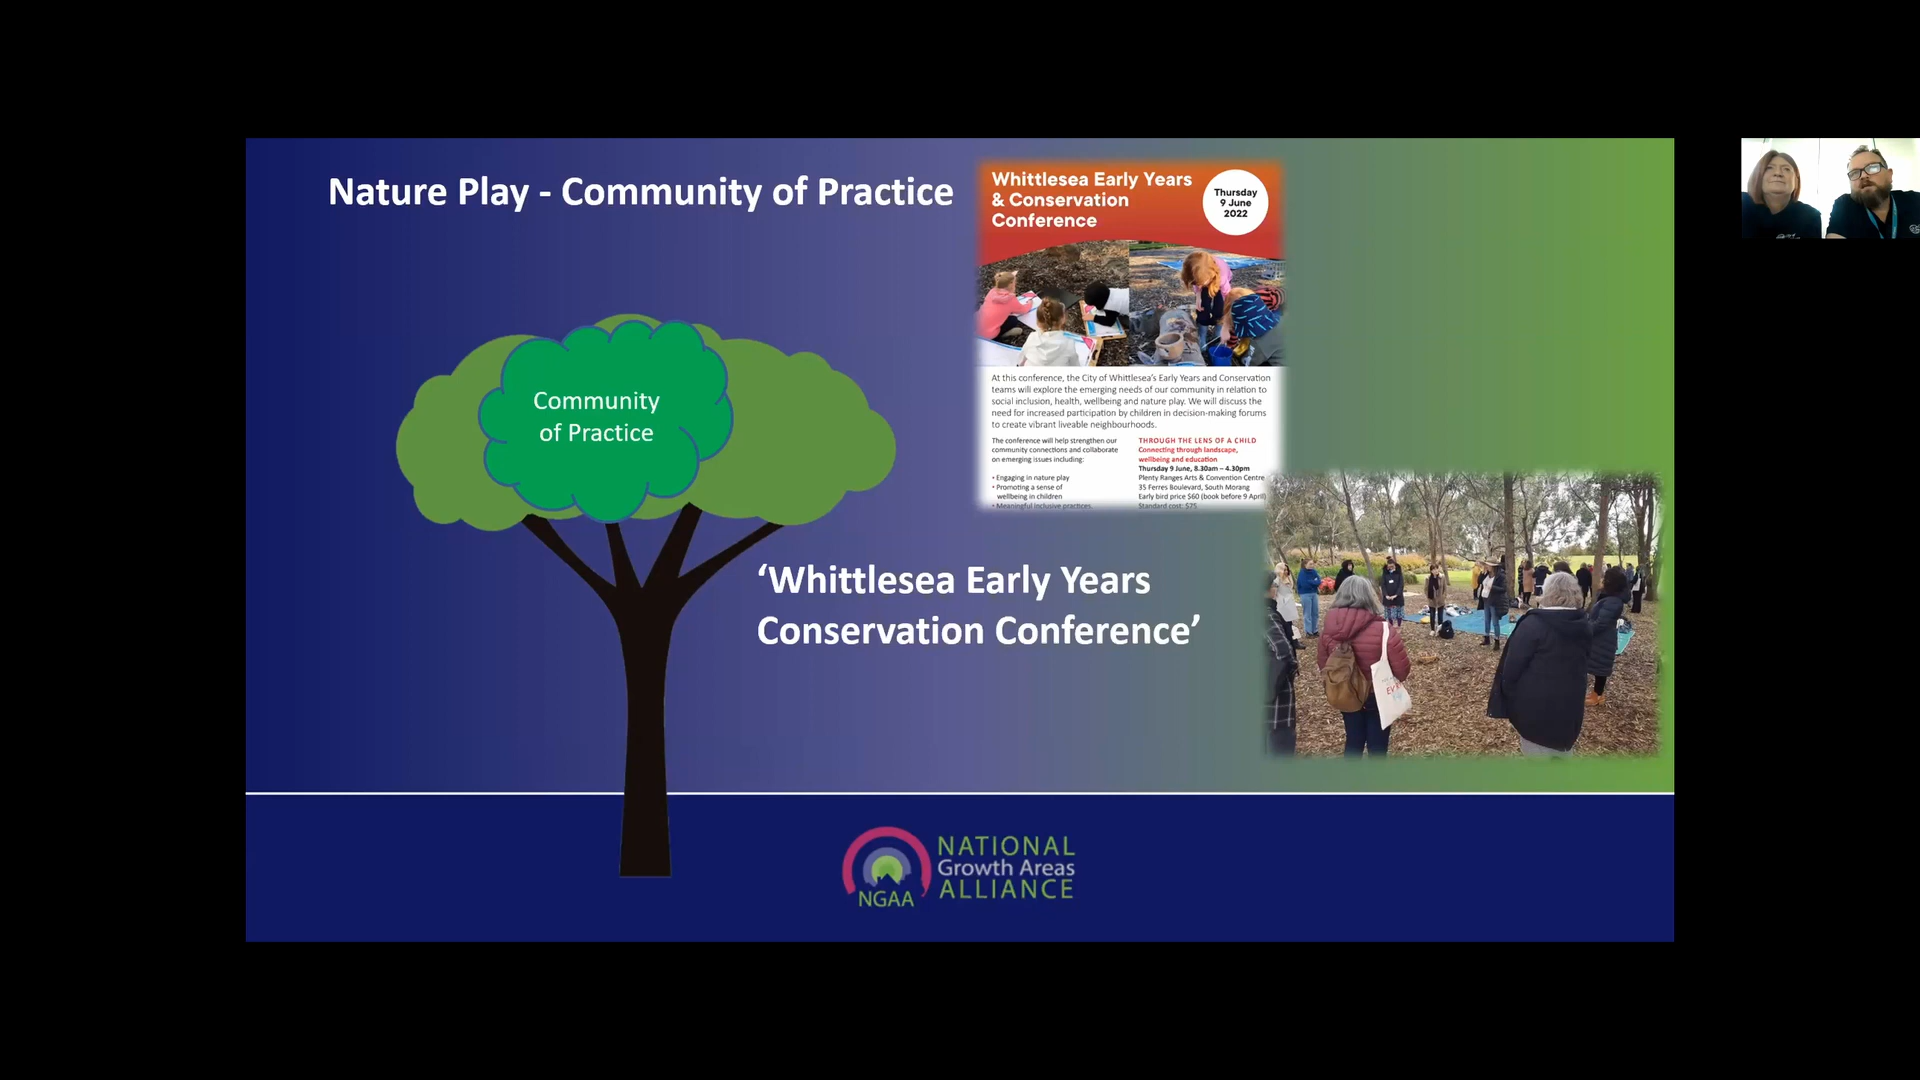 Nature Play - Community of Practice
Whittlesea Early Years
& Conservation
Conference
Thursday
9 June
2022
At this conference, the City of Whittlesea's Early Years and Conservation
teams will explore the emerging needs of our community in relation to
social inclusion, health, wellbeing and nature play. We will discuss the
need for increased participation by children in decision-making forums
to create vibrant liveable neighbourhoods.
The conference will help strengthen our
community connections and collaborate
on emerging issues including:
• Engaging in nature play
• Promoting a sense of
wellbeing in children
• Meaningful inclusive practices.
THROUGH THE LENS OF A CHILD
Connecting through landscape,
wellbeing and education
Thursday 9 June, 8.30am – 4.30pm
Plenty Ranges Arts & Convention Centre
35 Ferres Boulevard, South Morang
Early bird price $60 (book before 9 April)
Standard cost: $75
Community
of Practice
‘Whittlesea Early Years
Conservation Conference’
NATIONAL
Growth Areas
ALLIANCE
NGAA